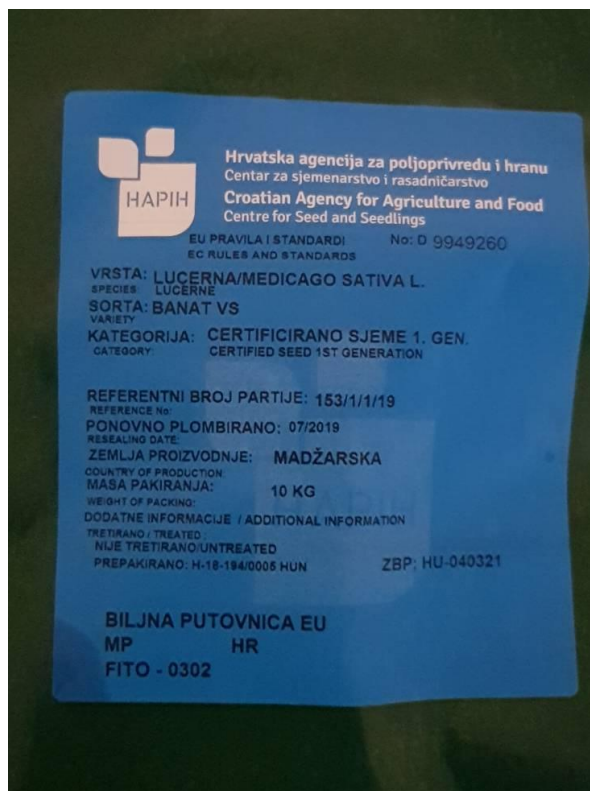 HAPIH
Hrvatska agencija za poljoprivredu i hranu
Centar za sjemenarstvo i rasadničarstvo
Croatian Agency for Agriculture and Food
Centre for Seed and Seedlings
EU PRAVILA I STANDARDI No: D 9949260
EC RULES AND STANDARDS
VRSTA: LUCERNA/MEDICAGO SATIVA L.
SPECIES LUCERNE
SORTA: BANAT VS
VARIETY
KATEGORIJA: CERTIFICIRANO SJEME 1. GEN.
CATEGORY: CERTIFIED SEED 1ST GENERATION
REFERENTNI BROJ PARTIJE: 153/1/1/19
REFERENCE No:
PONOVNO PLOMBIRANO: 07/2019
RESEALING DATE:
ZEMLJA PROIZVODNJE: MADŽARSKA
COUNTRY OF PRODUCTION:
MASA PAKIRANJA: 10 KG
WEIGHT OF PACKING:
DODATNE INFORMACIJE / ADDITIONAL INFORMATION
TRETIRANO / TREATED :
NIJE TRETIRANO/UNTREATED
PREPAKIRANO: H-18-194/0005 HUN ZBP: HU-040321
BILJNA PUTOVNICA EU
MP HR
FITO - 0302